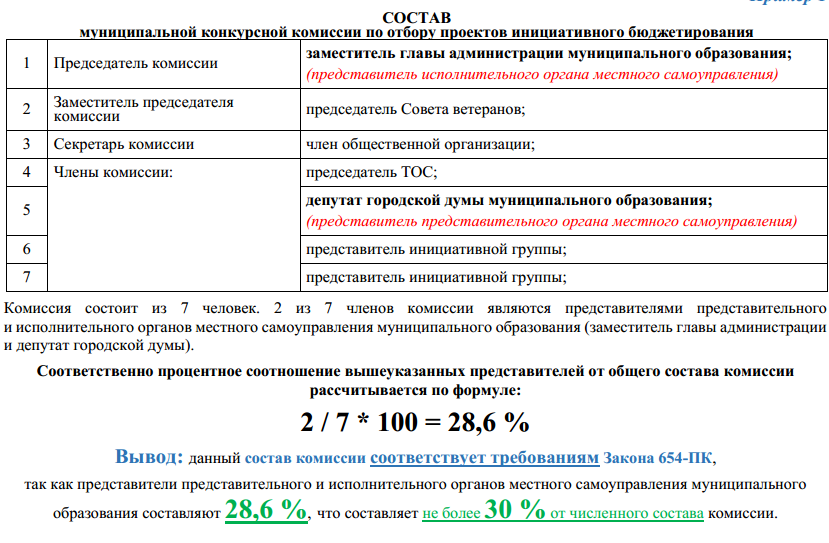 СОСТАВ
муниципальной конкурсной комиссии по отбору проектов инициативного бюджетирования
1 Председатель комиссии заместитель главы администрации муниципального образования;
(представитель исполнительного органа местного самоуправления)
2 Заместитель председателя
комиссии председатель Совета ветеранов;
3 Секретарь комиссии член общественной организации;
4 Члены комиссии: председатель ТОС;
5 депутат городской думы муниципального образования;
(представитель представительного органа местного самоуправления)
6 представитель инициативной группы;
7 представитель инициативной группы;
Комиссия состоит из 7 человек. 2 из 7 членов комиссии являются представителями представительного
и исполнительного органов местного самоуправления муниципального образования (заместитель главы администрации
и депутат городской думы).
Соответственно процентное соотношение вышеуказанных представителей от общего состава комиссии
рассчитывается по формуле:
2 / 7 * 100 = 28,6 %
Вывод: данный состав комиссии соответствует требованиям Закона 654-ПК,
так как представители представительного и исполнительного органов местного самоуправления муниципального
образования составляют 28,6 %, что составляет не более 30 % от численного состава комиссии.